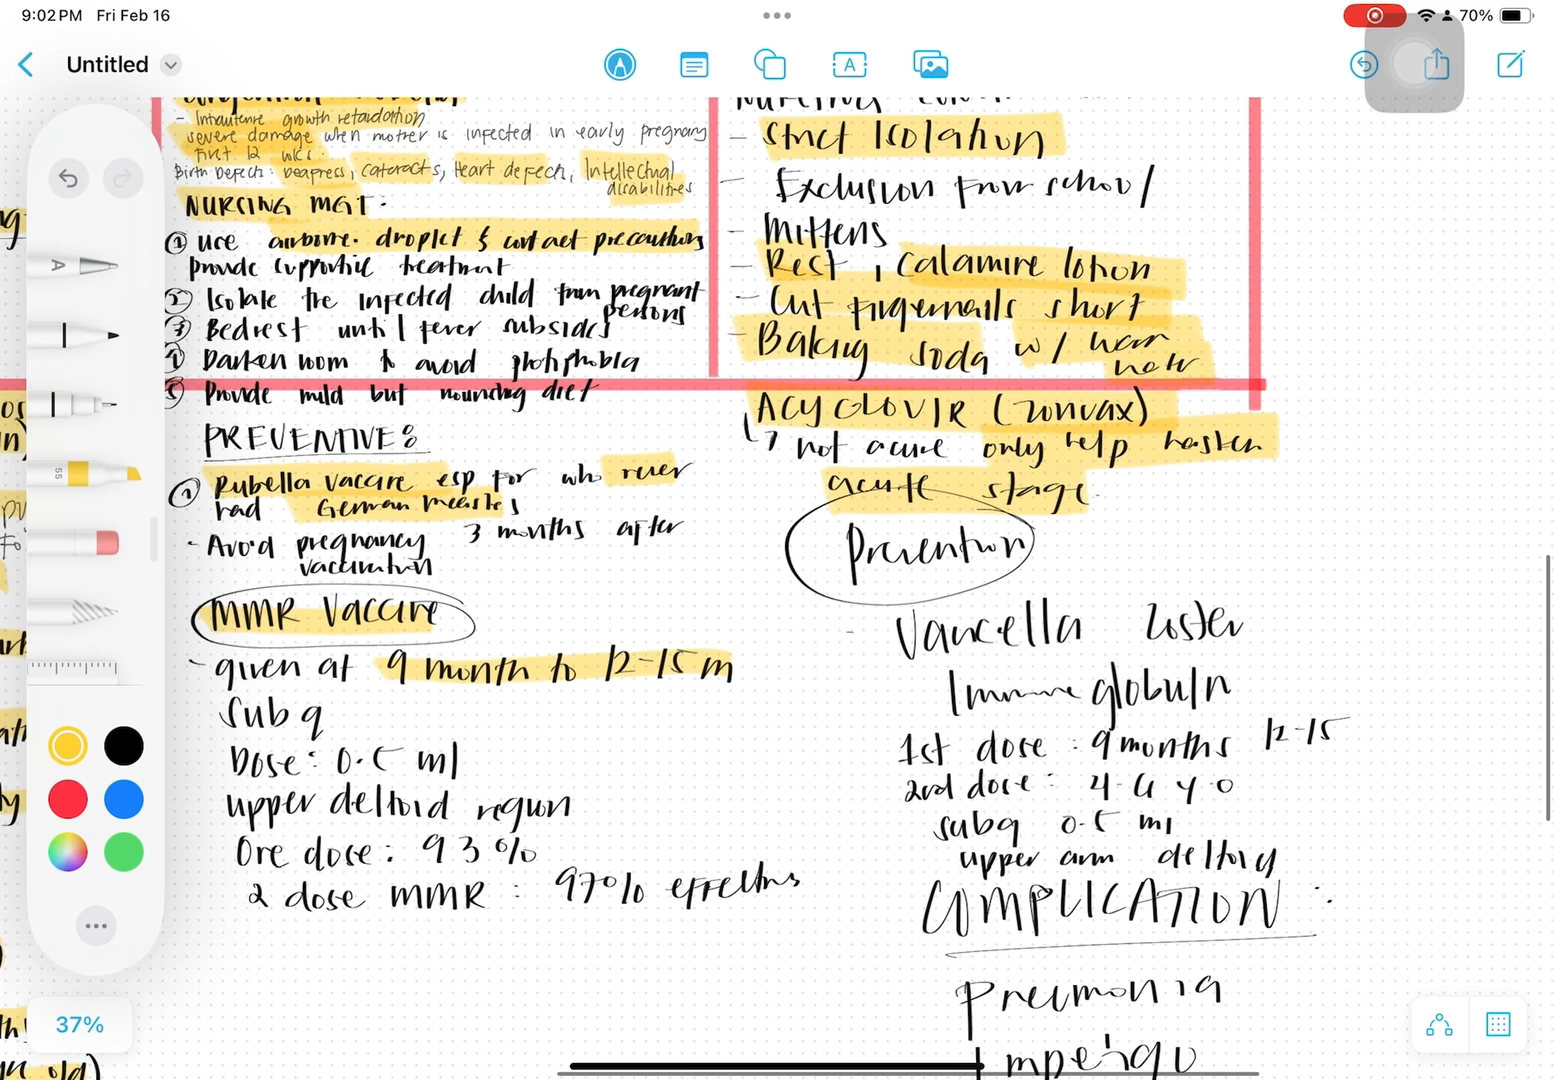 9:02 PM Fri Feb 16
70%
Untitled
- Intrauterine growth retardation
severe damage when mother is infected in early pregnancy
first 12 wks.
Birth Defects: deafness, cataracts, Heart defects, Intellectual
disabilities
NURSING MGT:
① use airborne. droplet & contact precautions
provide supportive treatment
② Isolate the infected child from pregnant
persons
③ Bedrest until fever subsides
④ Darken room to avoid photophobia
⑤ Provide mild but nourishing diet
PREVENTIVE:
① Rubella vaccine esp for who never
had German measles
- Avoid pregnancy 3 months after
vaccination
MMR Vaccine
- given at 9 month to 12-15 m
Sub q
Dose: 0.5 ml
upper deltoid region
One dose: 93%
2 dose MMR: 97% effective
- Strict Isolation
- Exclusion from school
- Mittens
- Rest, calamine lotion
- Cut fingernails short
- Baking soda w/ warm
water
ACYCLOVIR (zovirax)
↳ not a cure only help hasten
acute stage.
Prevention
- Varicella Zoster
Immune globulin
1st dose: 9 months 12-15
2nd dose: 4-6 y.o
subq 0.5 ml
upper arm deltoid
COMPLICATION:
Pneumonia
Impetigo
55
37%